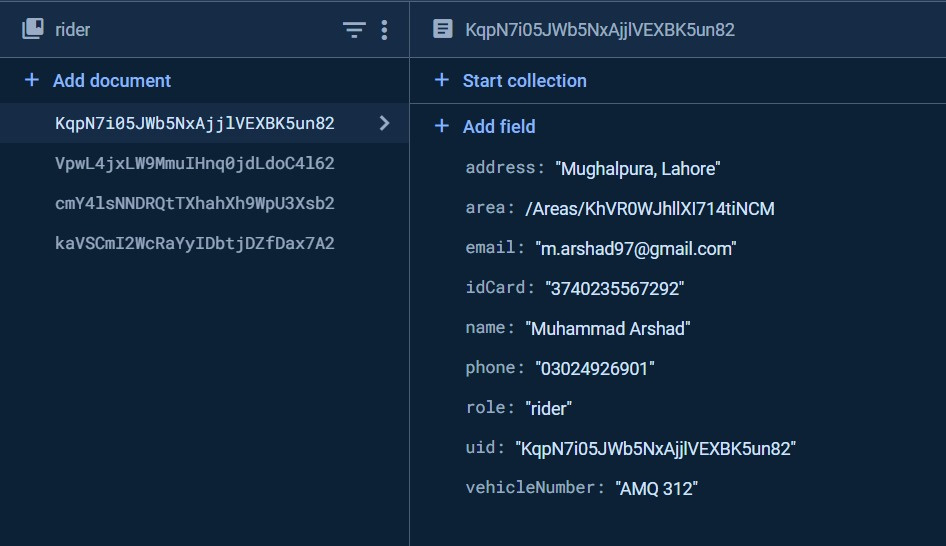 rider
KqpN7i05JWb5NxAjjlVEXBK5un82
Add document
Start collection
KqpN7i05JWb5NxAjjlVEXBK5un82
VpwL4jxLW9MmuIHnq0jdLdoC4l62
cmY4lsNNDRQtTXhahXh9WpU3Xsb2
kaVSCmI2WcRaYyIDbtjDZfDax7A2
Add field
address: "Mughalpura, Lahore"
area: /Areas/KhVR0WJhllXI714tiNCM
email: "m.arshad97@gmail.com"
idCard: "3740235567292"
name: "Muhammad Arshad"
phone: "03024926901"
role: "rider"
uid: "KqpN7i05JWb5NxAjjlVEXBK5un82"
vehicleNumber: "AMQ 312"